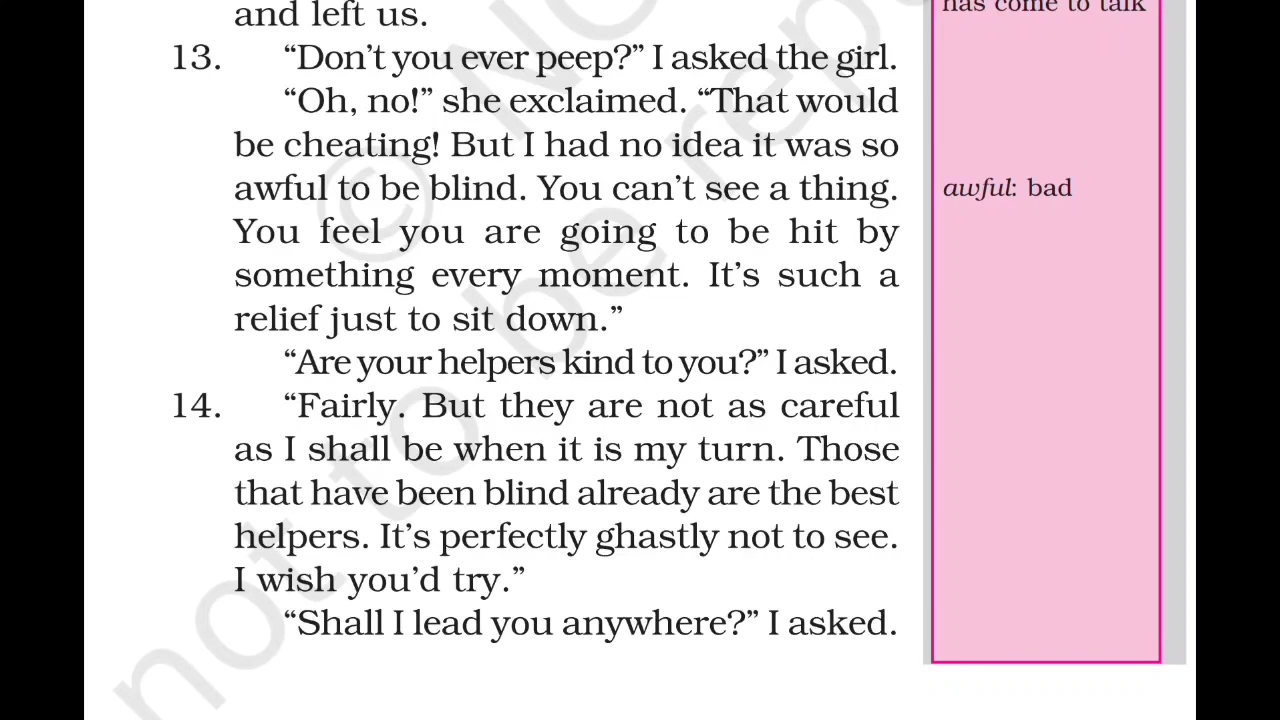 and left us.
has come to talk
13. “Don’t you ever peep?” I asked the girl.
“Oh, no!” she exclaimed. “That would
be cheating! But I had no idea it was so
awful to be blind. You can’t see a thing.
awful: bad
You feel you are going to be hit by
something every moment. It’s such a
relief just to sit down.”
“Are your helpers kind to you?” I asked.
14. “Fairly. But they are not as careful
as I shall be when it is my turn. Those
that have been blind already are the best
helpers. It’s perfectly ghastly not to see.
I wish you’d try.”
“Shall I lead you anywhere?” I asked.
not to be rep